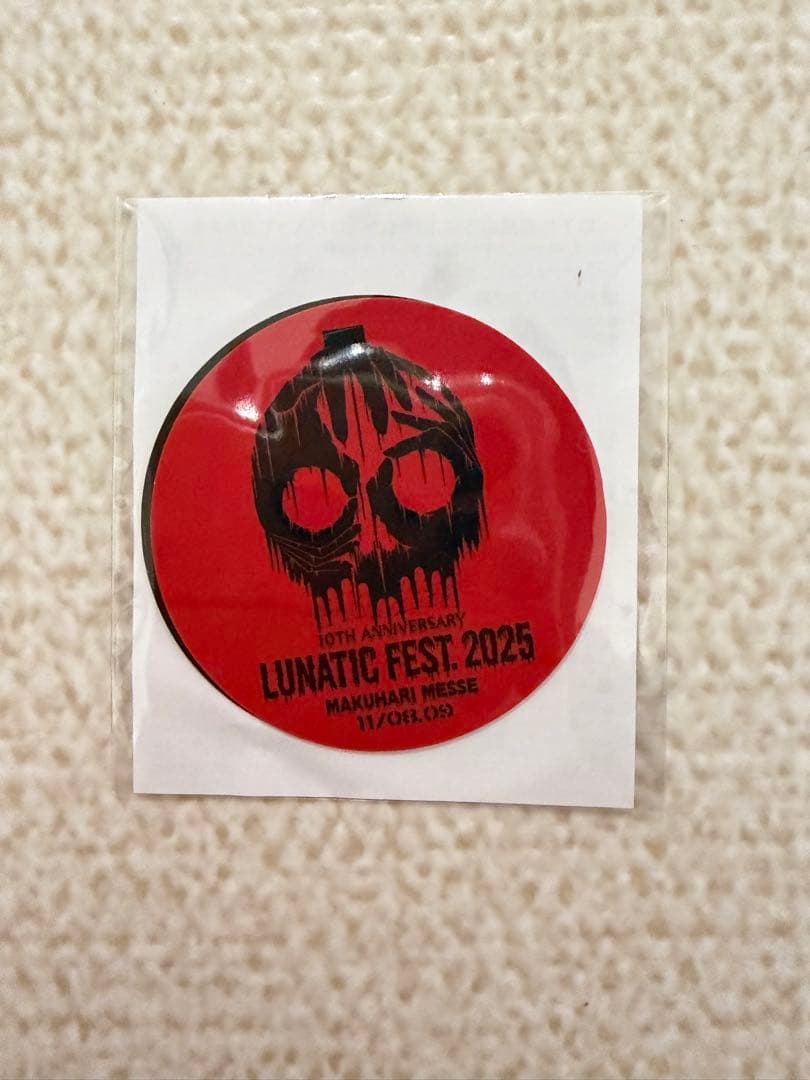 10TH ANNIVERSARY
LUNATIC FEST. 2025
MAKUHARI MESSE
11/08.09